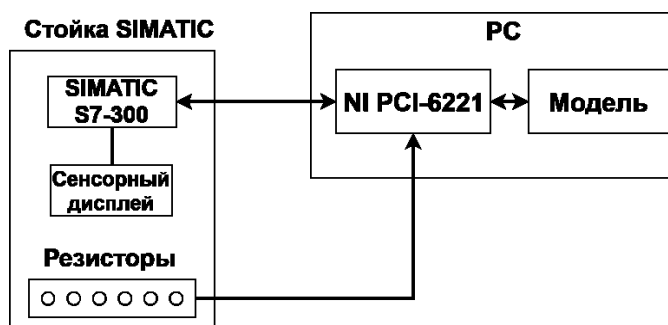 Стойка SIMATIC
SIMATIC
S7-300
Сенсорный
дисплей
Резисторы
PC
NI PCI-6221
Модель